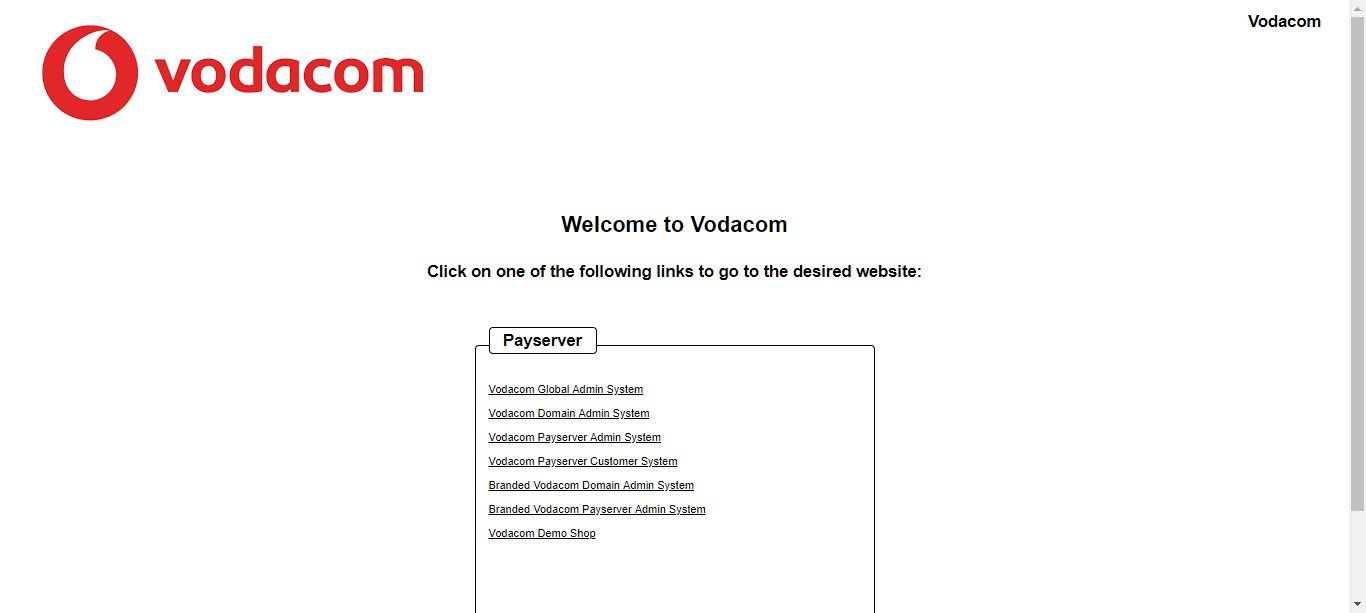 vodacom
Vodacom
Welcome to Vodacom
Click on one of the following links to go to the desired website:
Payserver
Vodacom Global Admin System
Vodacom Domain Admin System
Vodacom Payserver Admin System
Vodacom Payserver Customer System
Branded Vodacom Domain Admin System
Branded Vodacom Payserver Admin System
Vodacom Demo Shop